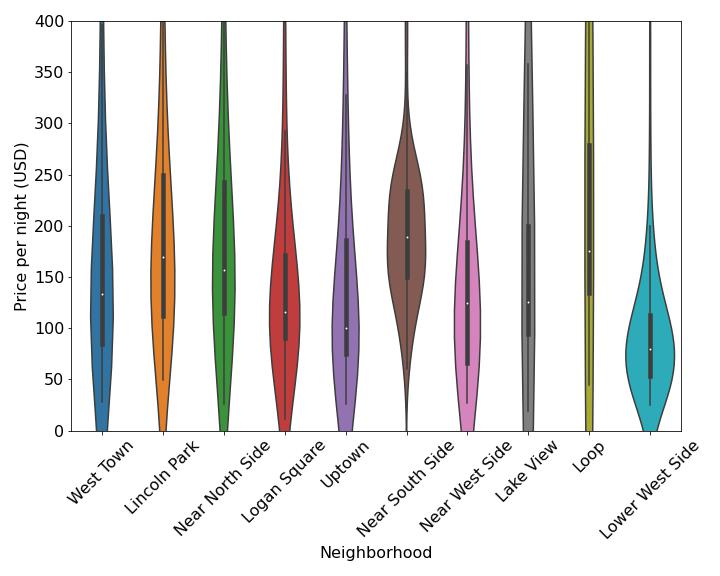 400
350
300
250
200
150
100
50
0
Price per night (USD)
West Town
Lincoln Park
Near North Side
Logan Square
Uptown
Near South Side
Near West Side
Lake View
Loop
Lower West Side
Neighborhood